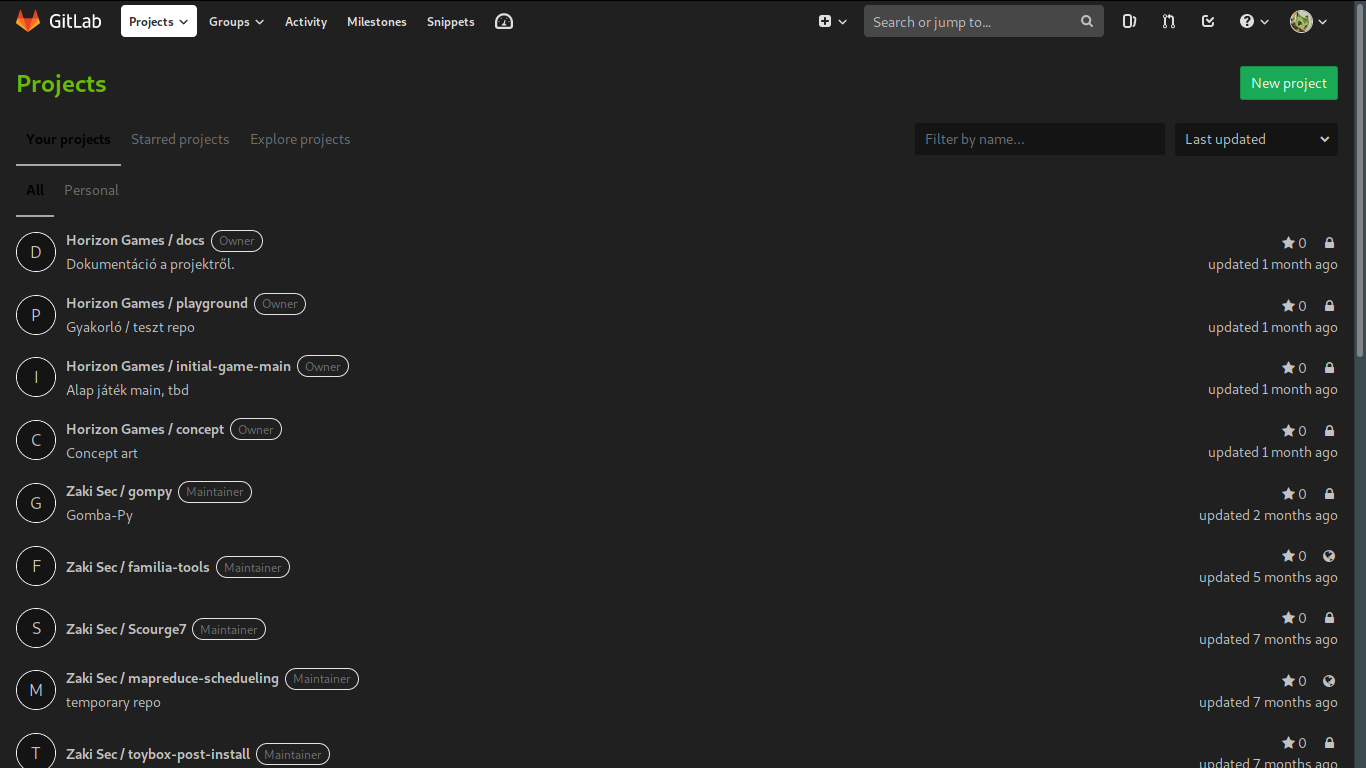 GitLab Projects Groups Activity Milestones Snippets Search or jump to...
Projects
New project
Your projects Starred projects Explore projects
Filter by name... Last updated
All Personal
D Horizon Games / docs Owner 0
Dokumentáció a projektről. updated 1 month ago
P Horizon Games / playground Owner 0
Gyakorló / teszt repo updated 1 month ago
I Horizon Games / initial-game-main Owner 0
Alap játék main, tbd updated 1 month ago
C Horizon Games / concept Owner 0
Concept art updated 1 month ago
G Zaki Sec / gompy Maintainer 0
Gomba-Py updated 2 months ago
F Zaki Sec / familia-tools Maintainer 0
updated 5 months ago
S Zaki Sec / Scourge7 Maintainer 0
updated 7 months ago
M Zaki Sec / mapreduce-schedueling Maintainer 0
temporary repo updated 7 months ago
T Zaki Sec / toybox-post-install Maintainer 0
updated 7 months ago